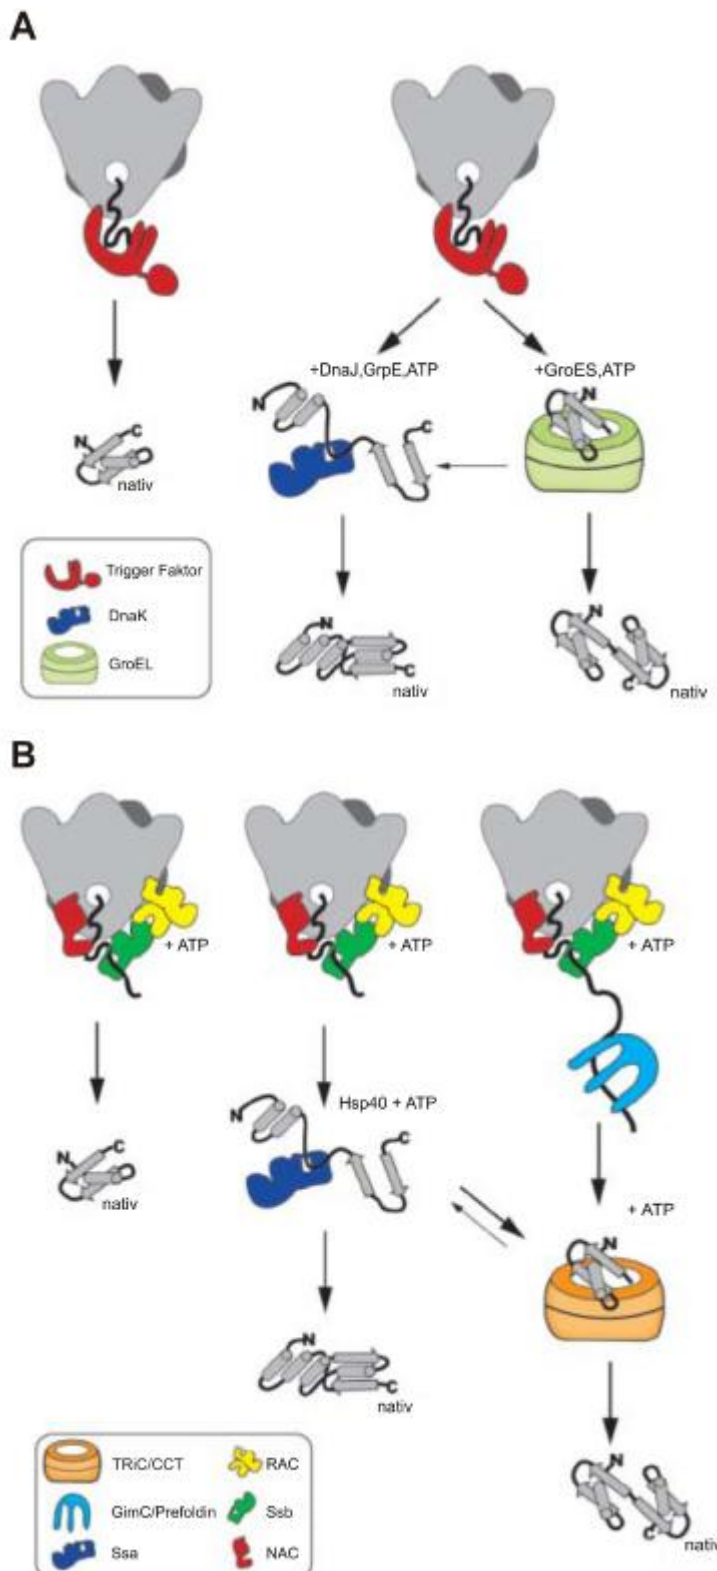 A
+DnaJ,GrpE,ATP
+GroES,ATP
N
C
N
N
C
nativ
Trigger Faktor
DnaK
GroEL
N
C
nativ
N
C
nativ
B
+ ATP
+ ATP
+ ATP
Hsp40 + ATP
N
C
N
C
nativ
+ ATP
N
N
C
nativ
TRiC/CCT
RAC
GimC/Prefoldin
Ssb
Ssa
NAC
N
C
nativ